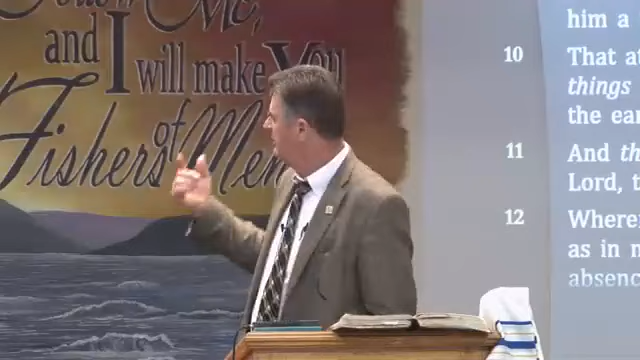 Follow Me,
and I will make You
Fishers of Men
him a
10 That at
things
the ear
11 And th
Lord, t
12 Where
as in m
absenc